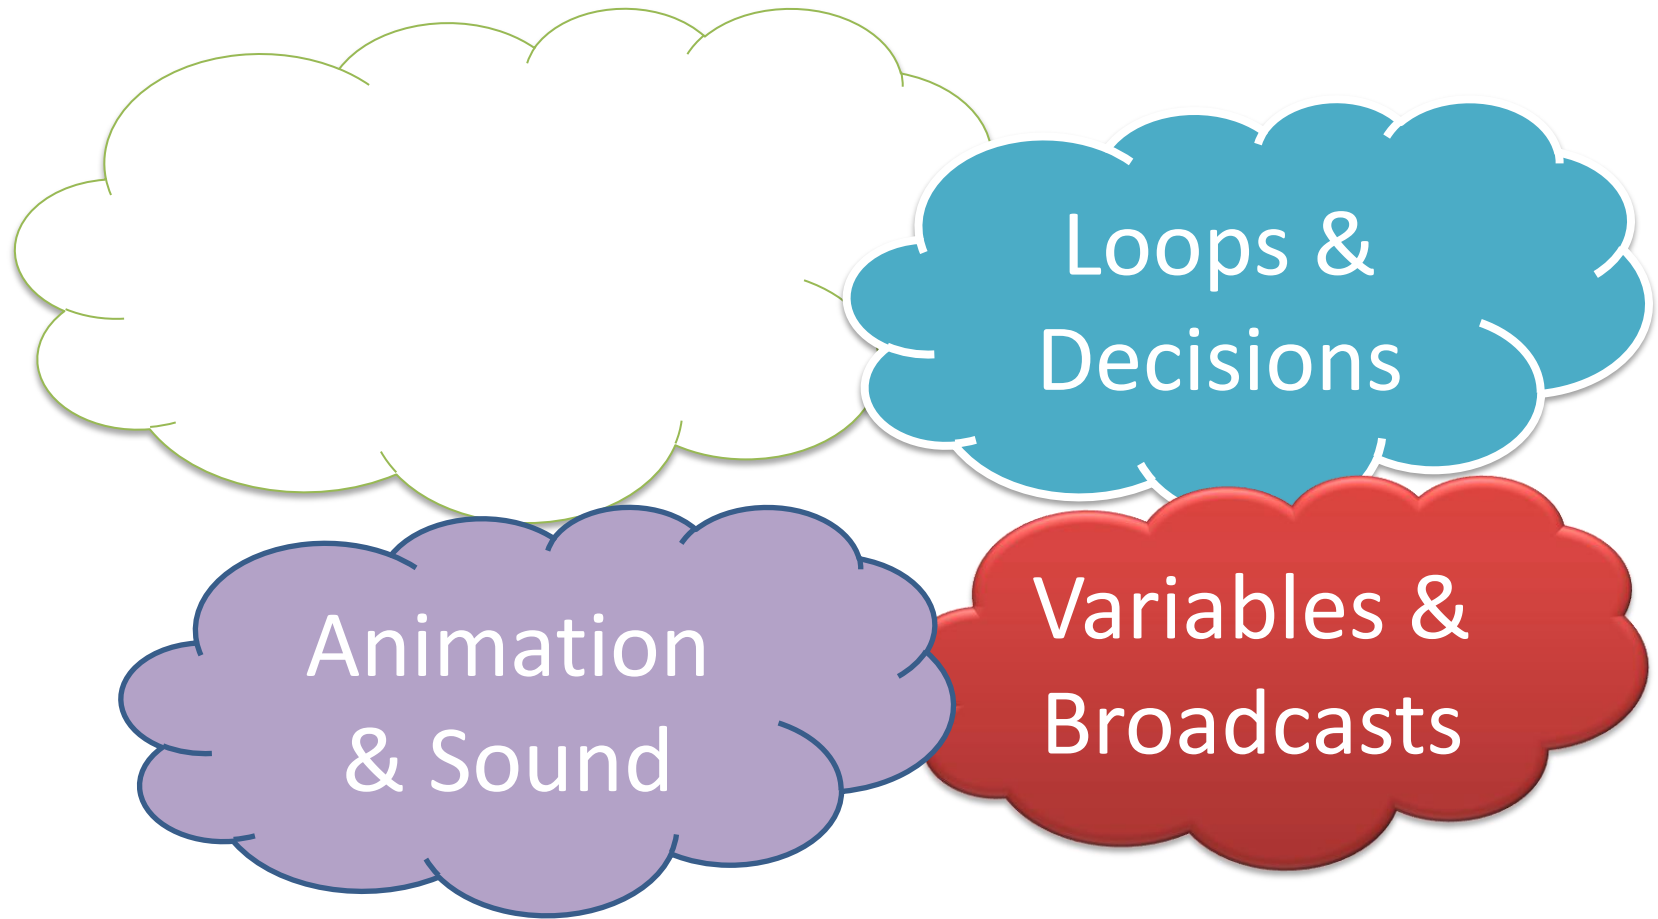 Loops &
Decisions
Animation
& Sound
Variables &
Broadcasts